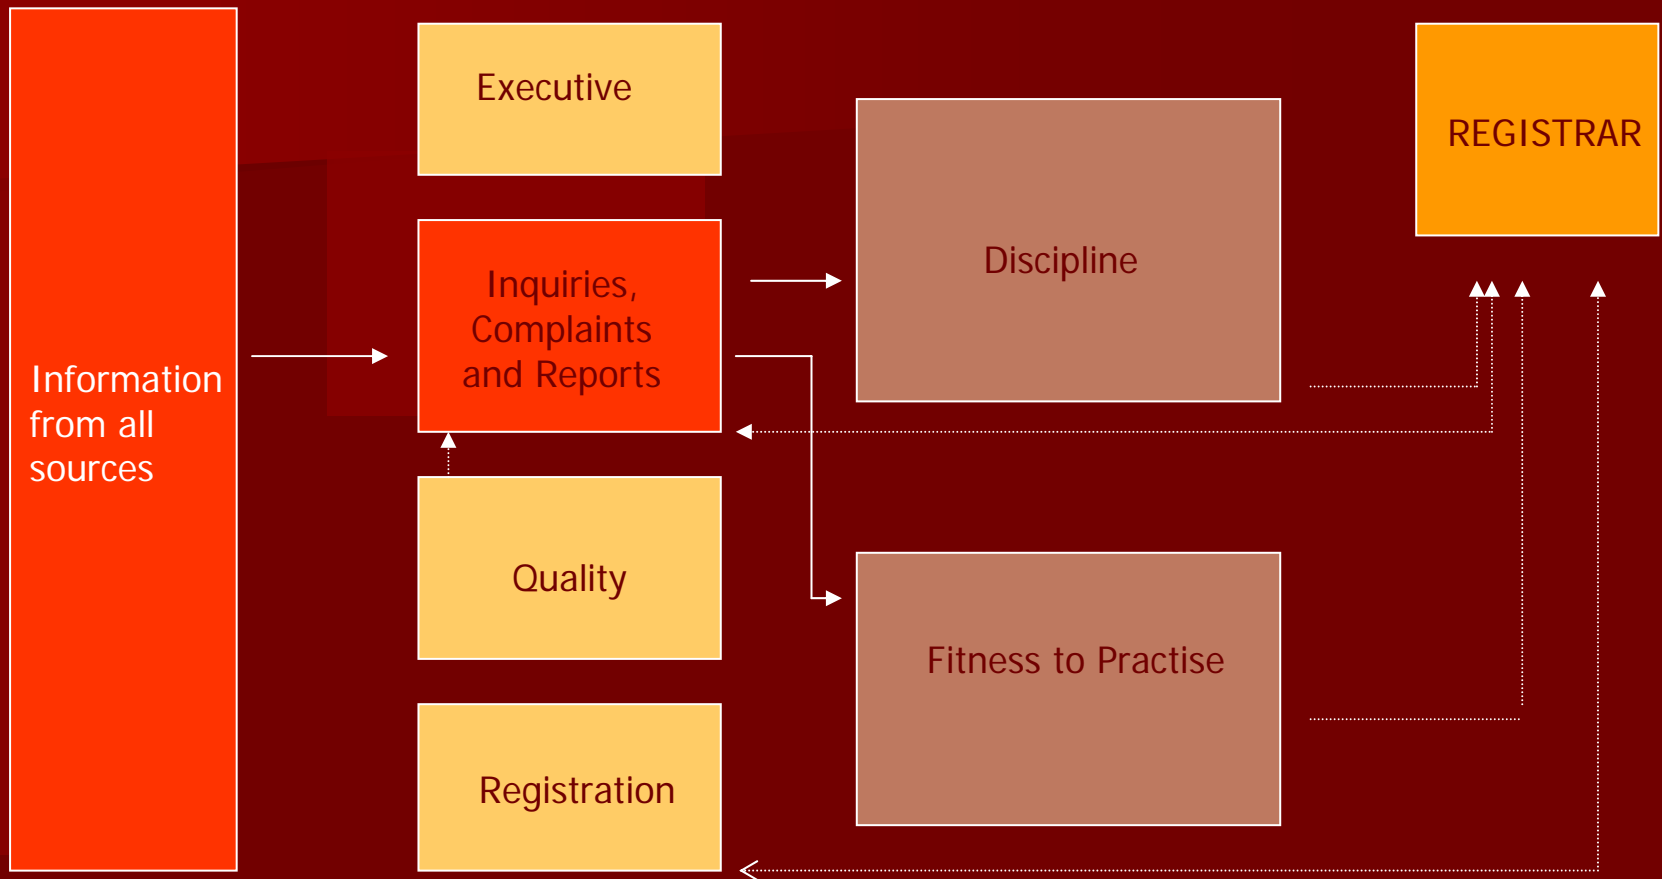 Information
from all
sources
Executive
Inquiries,
Complaints
and Reports
Quality
Registration
Discipline
Fitness to Practise
REGISTRAR